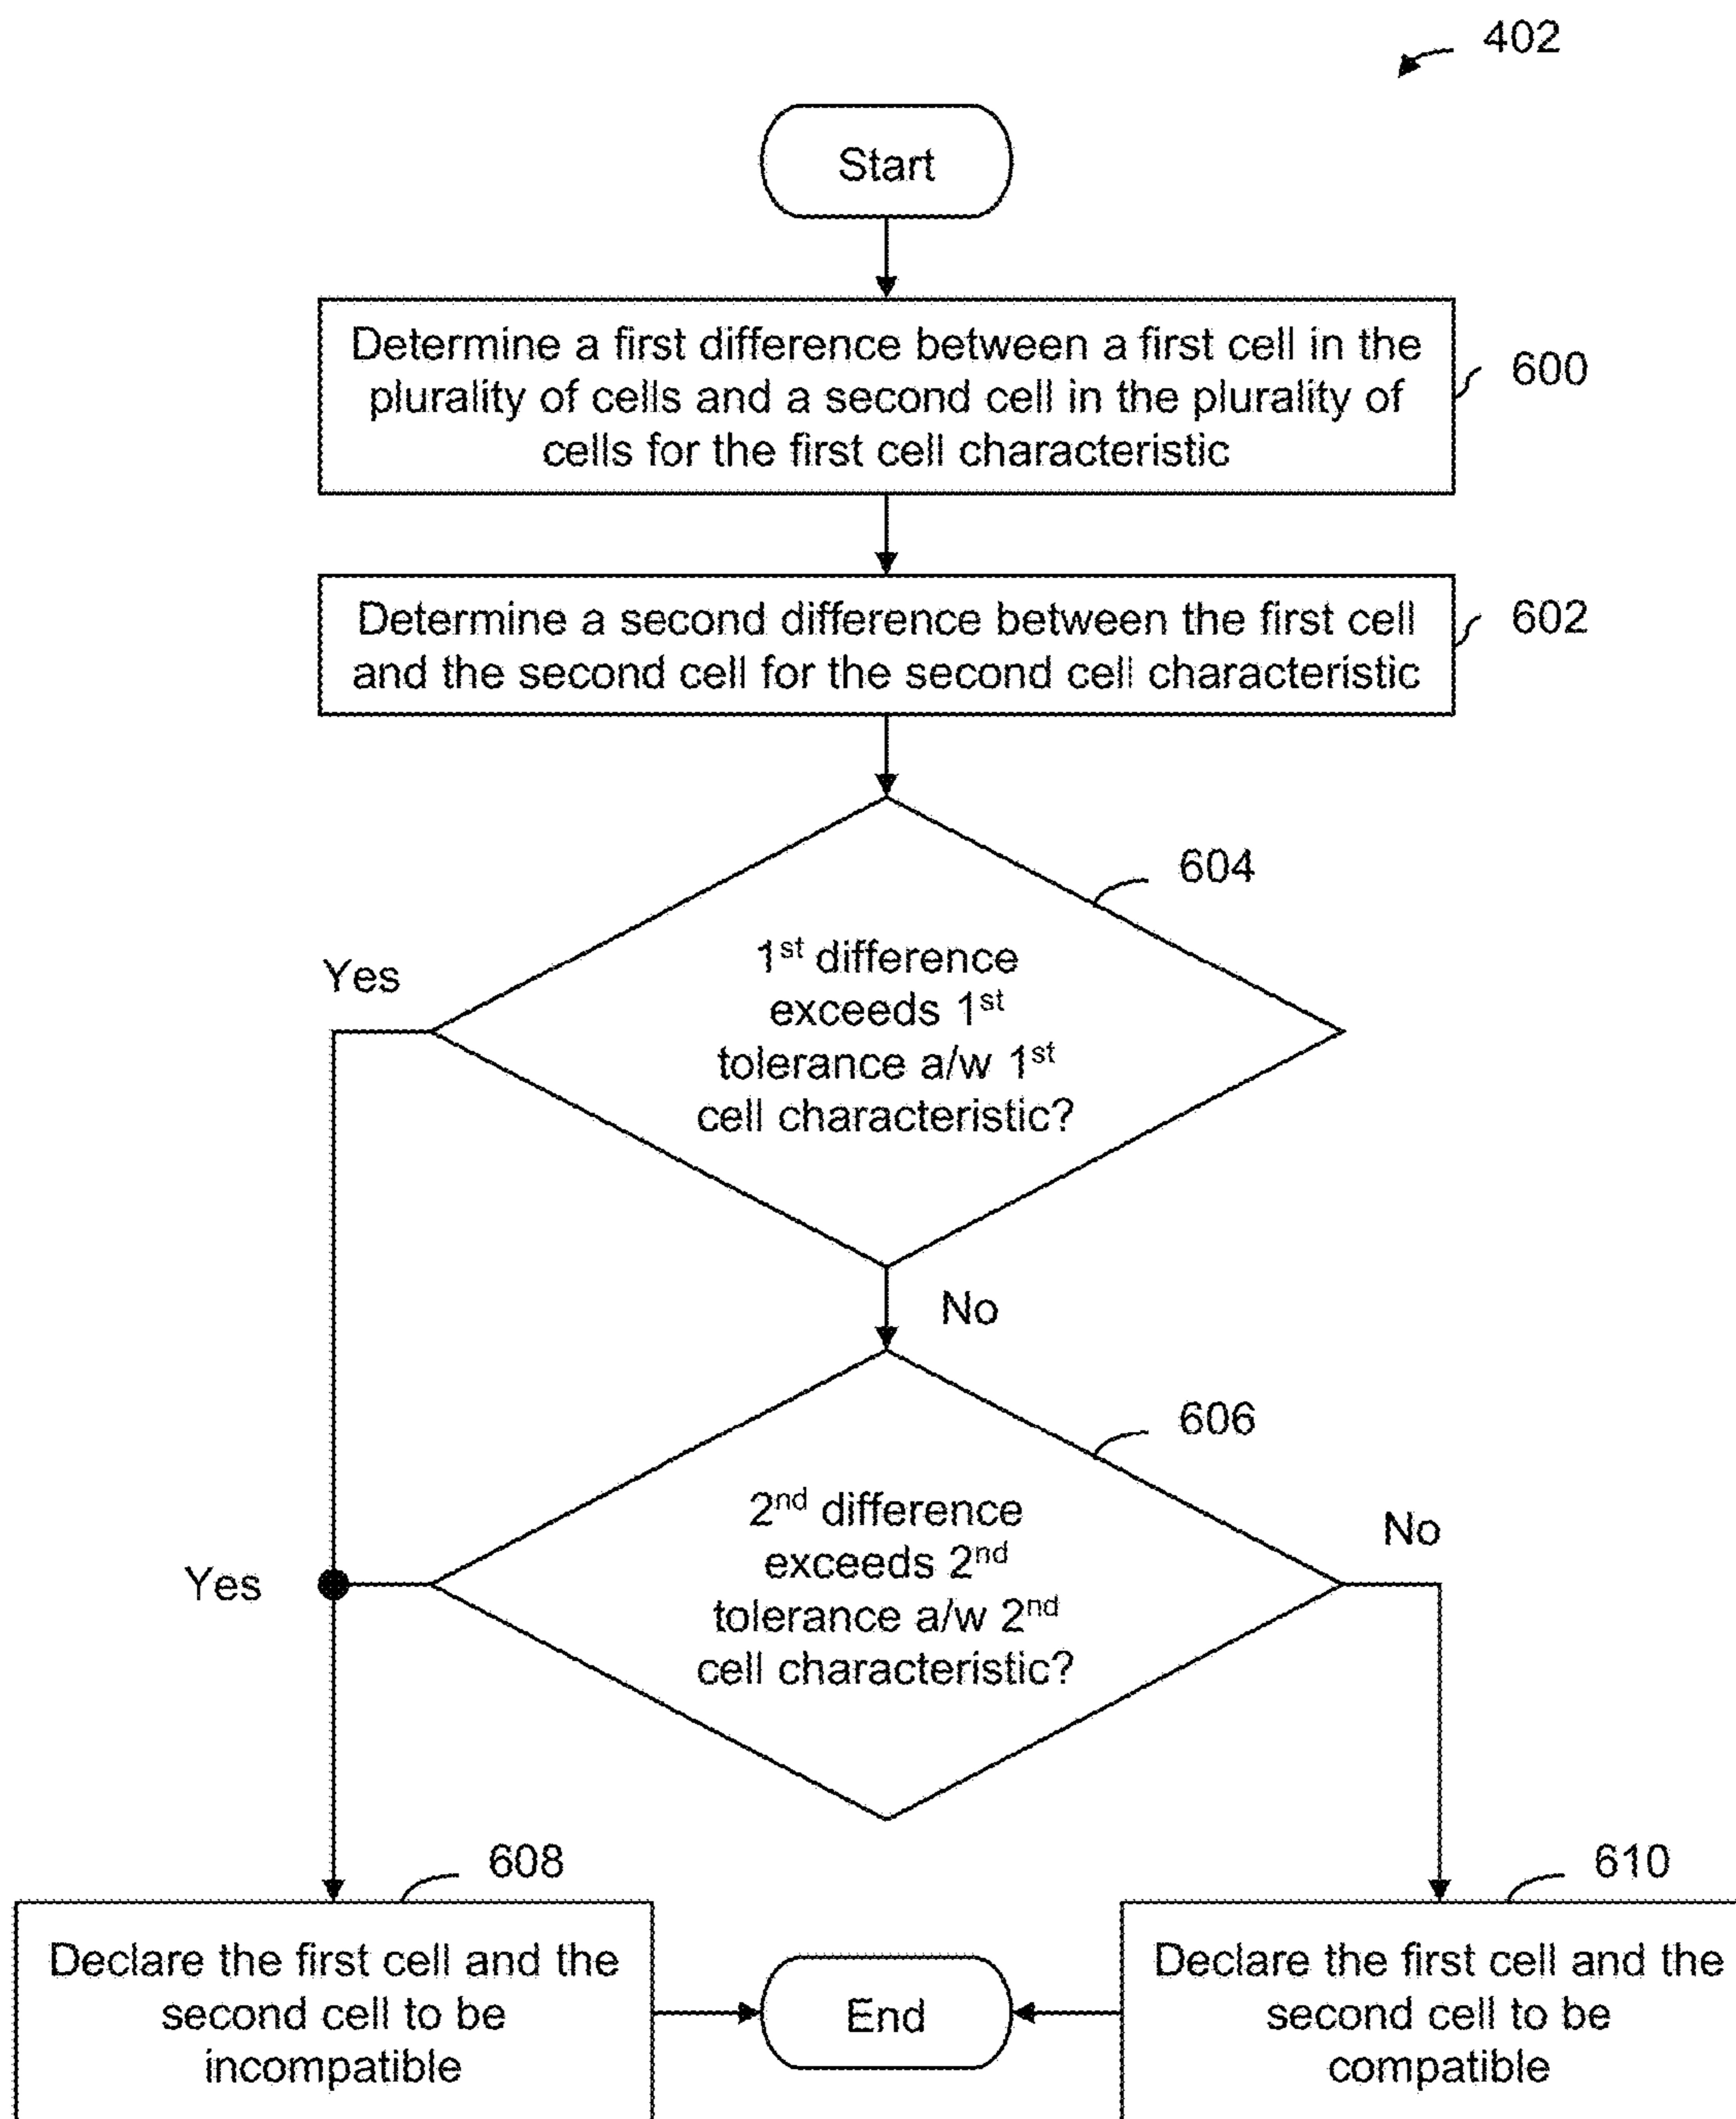 402
Start
Determine a first difference between a first cell in the
plurality of cells and a second cell in the plurality of
cells for the first cell characteristic
600
Determine a second difference between the first cell
and the second cell for the second cell characteristic
602
604
1st difference
exceeds 1st
tolerance a/w 1st
cell characteristic?
Yes
No
606
2nd difference
exceeds 2nd
tolerance a/w 2nd
cell characteristic?
Yes
No
608
Declare the first cell and the
second cell to be
incompatible
End
610
Declare the first cell and the
second cell to be
compatible